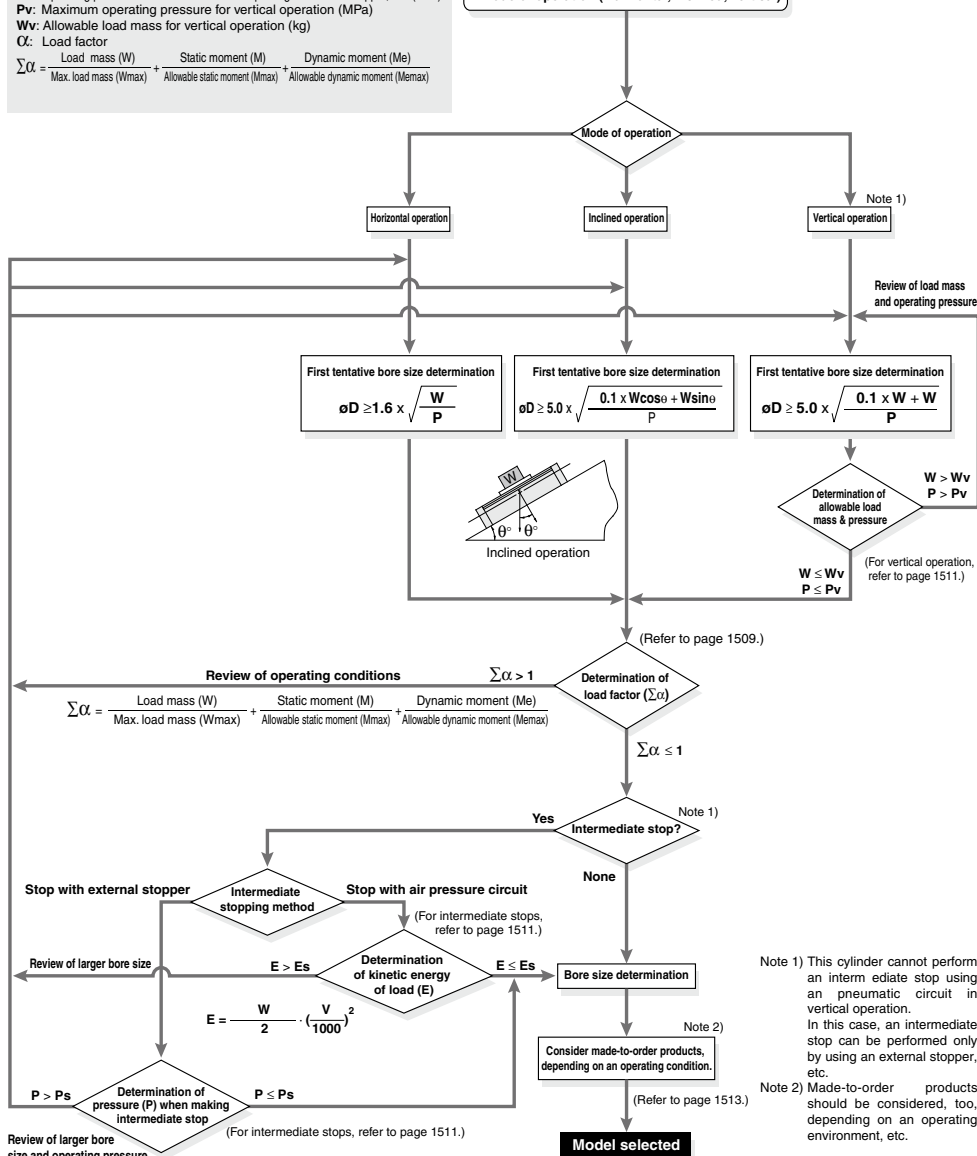 Pv: Maximum operating pressure for vertical operation (MPa)
Wv: Allowable load mass for vertical operation (kg)
α: Load factor
Σα = Load mass (W) / Max. load mass (Wmax) + Static moment (M) / Allowable static moment (Mmax) + Dynamic moment (Me) / Allowable dynamic moment (Memax)
Mode of operation
Note 1)
Horizontal operation
Inclined operation
Vertical operation
Review of load mass
and operating pressure
First tentative bore size determination
øD ≥1.6 x √ W / P
First tentative bore size determination
øD ≥ 5.0 x √ 0.1 x Wcosθ + Wsinθ / P
First tentative bore size determination
øD ≥ 5.0 x √ 0.1 x W + W / P
W
θ° θ°
Inclined operation
Determination of
allowable load
mass & pressure
W > Wv
P > Pv
(For vertical operation,
refer to page 1511.)
W ≤ Wv
P ≤ Pv
(Refer to page 1509.)
Determination of
load factor (Σα)
Review of operating conditions
Σα > 1
Σα = Load mass (W) / Max. load mass (Wmax) + Static moment (M) / Allowable static moment (Mmax) + Dynamic moment (Me) / Allowable dynamic moment (Memax)
Σα ≤ 1
Note 1)
Yes
Intermediate stop?
None
Stop with external stopper
Intermediate
stopping method
Stop with air pressure circuit
(For intermediate stops,
refer to page 1511.)
Review of larger bore size
E > Es
Determination
of kinetic energy
of load (E)
E ≤ Es
E = W / 2 · (V / 1000)²
Bore size determination
Note 2)
Consider made-to-order products,
depending on an operating condition.
(Refer to page 1513.)
Model selected
P > Ps
Determination of
pressure (P) when making
intermediate stop
P ≤ Ps
(For intermediate stops, refer to page 1511.)
Review of larger bore
size and operating pressure
Note 1) This cylinder cannot perform
an interm ediate stop using
an pneumatic circuit in
vertical operation.
In this case, an intermediate
stop can be performed only
by using an external stopper,
etc.
Note 2) Made-to-order products
should be considered, too,
depending on an operating
environment, etc.